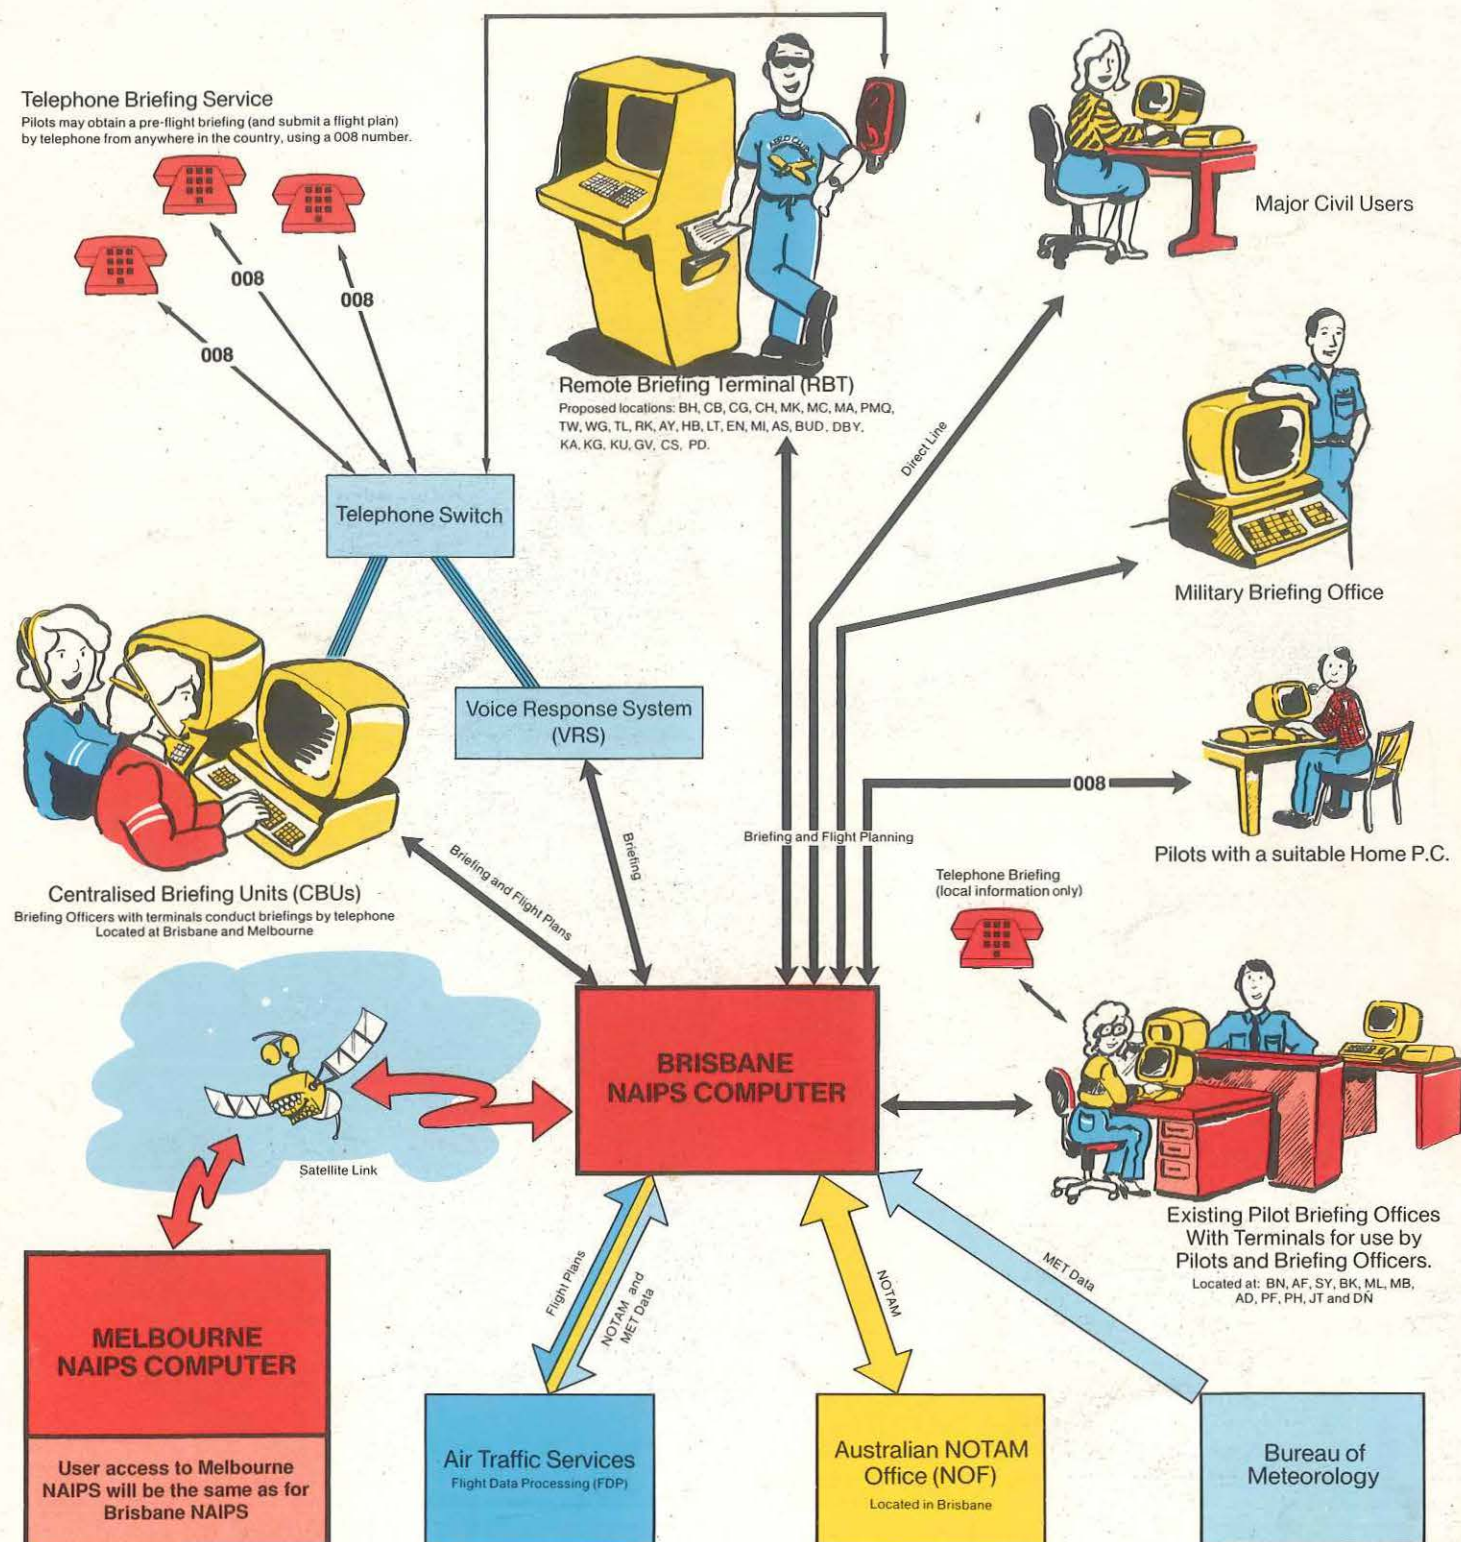 Telephone Briefing Service
Pilots may obtain a pre-flight briefing (and submit a flight plan)
by telephone from anywhere in the country, using a 008 number.
008
008
008
AERO CLUB
Remote Briefing Terminal (RBT)
Proposed locations: BH, CB, CG, CH, MK, MC, MA, PMQ,
TW, WG, TL, RK, AY, HB, LT, EN, MI, AS, BUD, DBY,
KA, KG, KU, GV, CS, PD.
Major Civil Users
Direct Line
Telephone Switch
Military Briefing Office
Voice Response System
(VRS)
008
Pilots with a suitable Home P.C.
Briefing and Flight Planning
Briefing
Briefing and Flight Plans
Centralised Briefing Units (CBUs)
Briefing Officers with terminals conduct briefings by telephone
Located at Brisbane and Melbourne
Telephone Briefing
(local information only)
BRISBANE
NAIPS COMPUTER
Satellite Link
Existing Pilot Briefing Offices
With Terminals for use by
Pilots and Briefing Officers.
Located at: BN, AF, SY, BK, ML, MB,
AD, PF, PH, JT and DN
Flight Plans
NOTAM and
MET Data
NOTAM
MET Data
MELBOURNE
NAIPS COMPUTER
User access to Melbourne
NAIPS will be the same as for
Brisbane NAIPS
Air Traffic Services
Flight Data Processing (FDP)
Australian NOTAM
Office (NOF)
Located in Brisbane
Bureau of
Meteorology